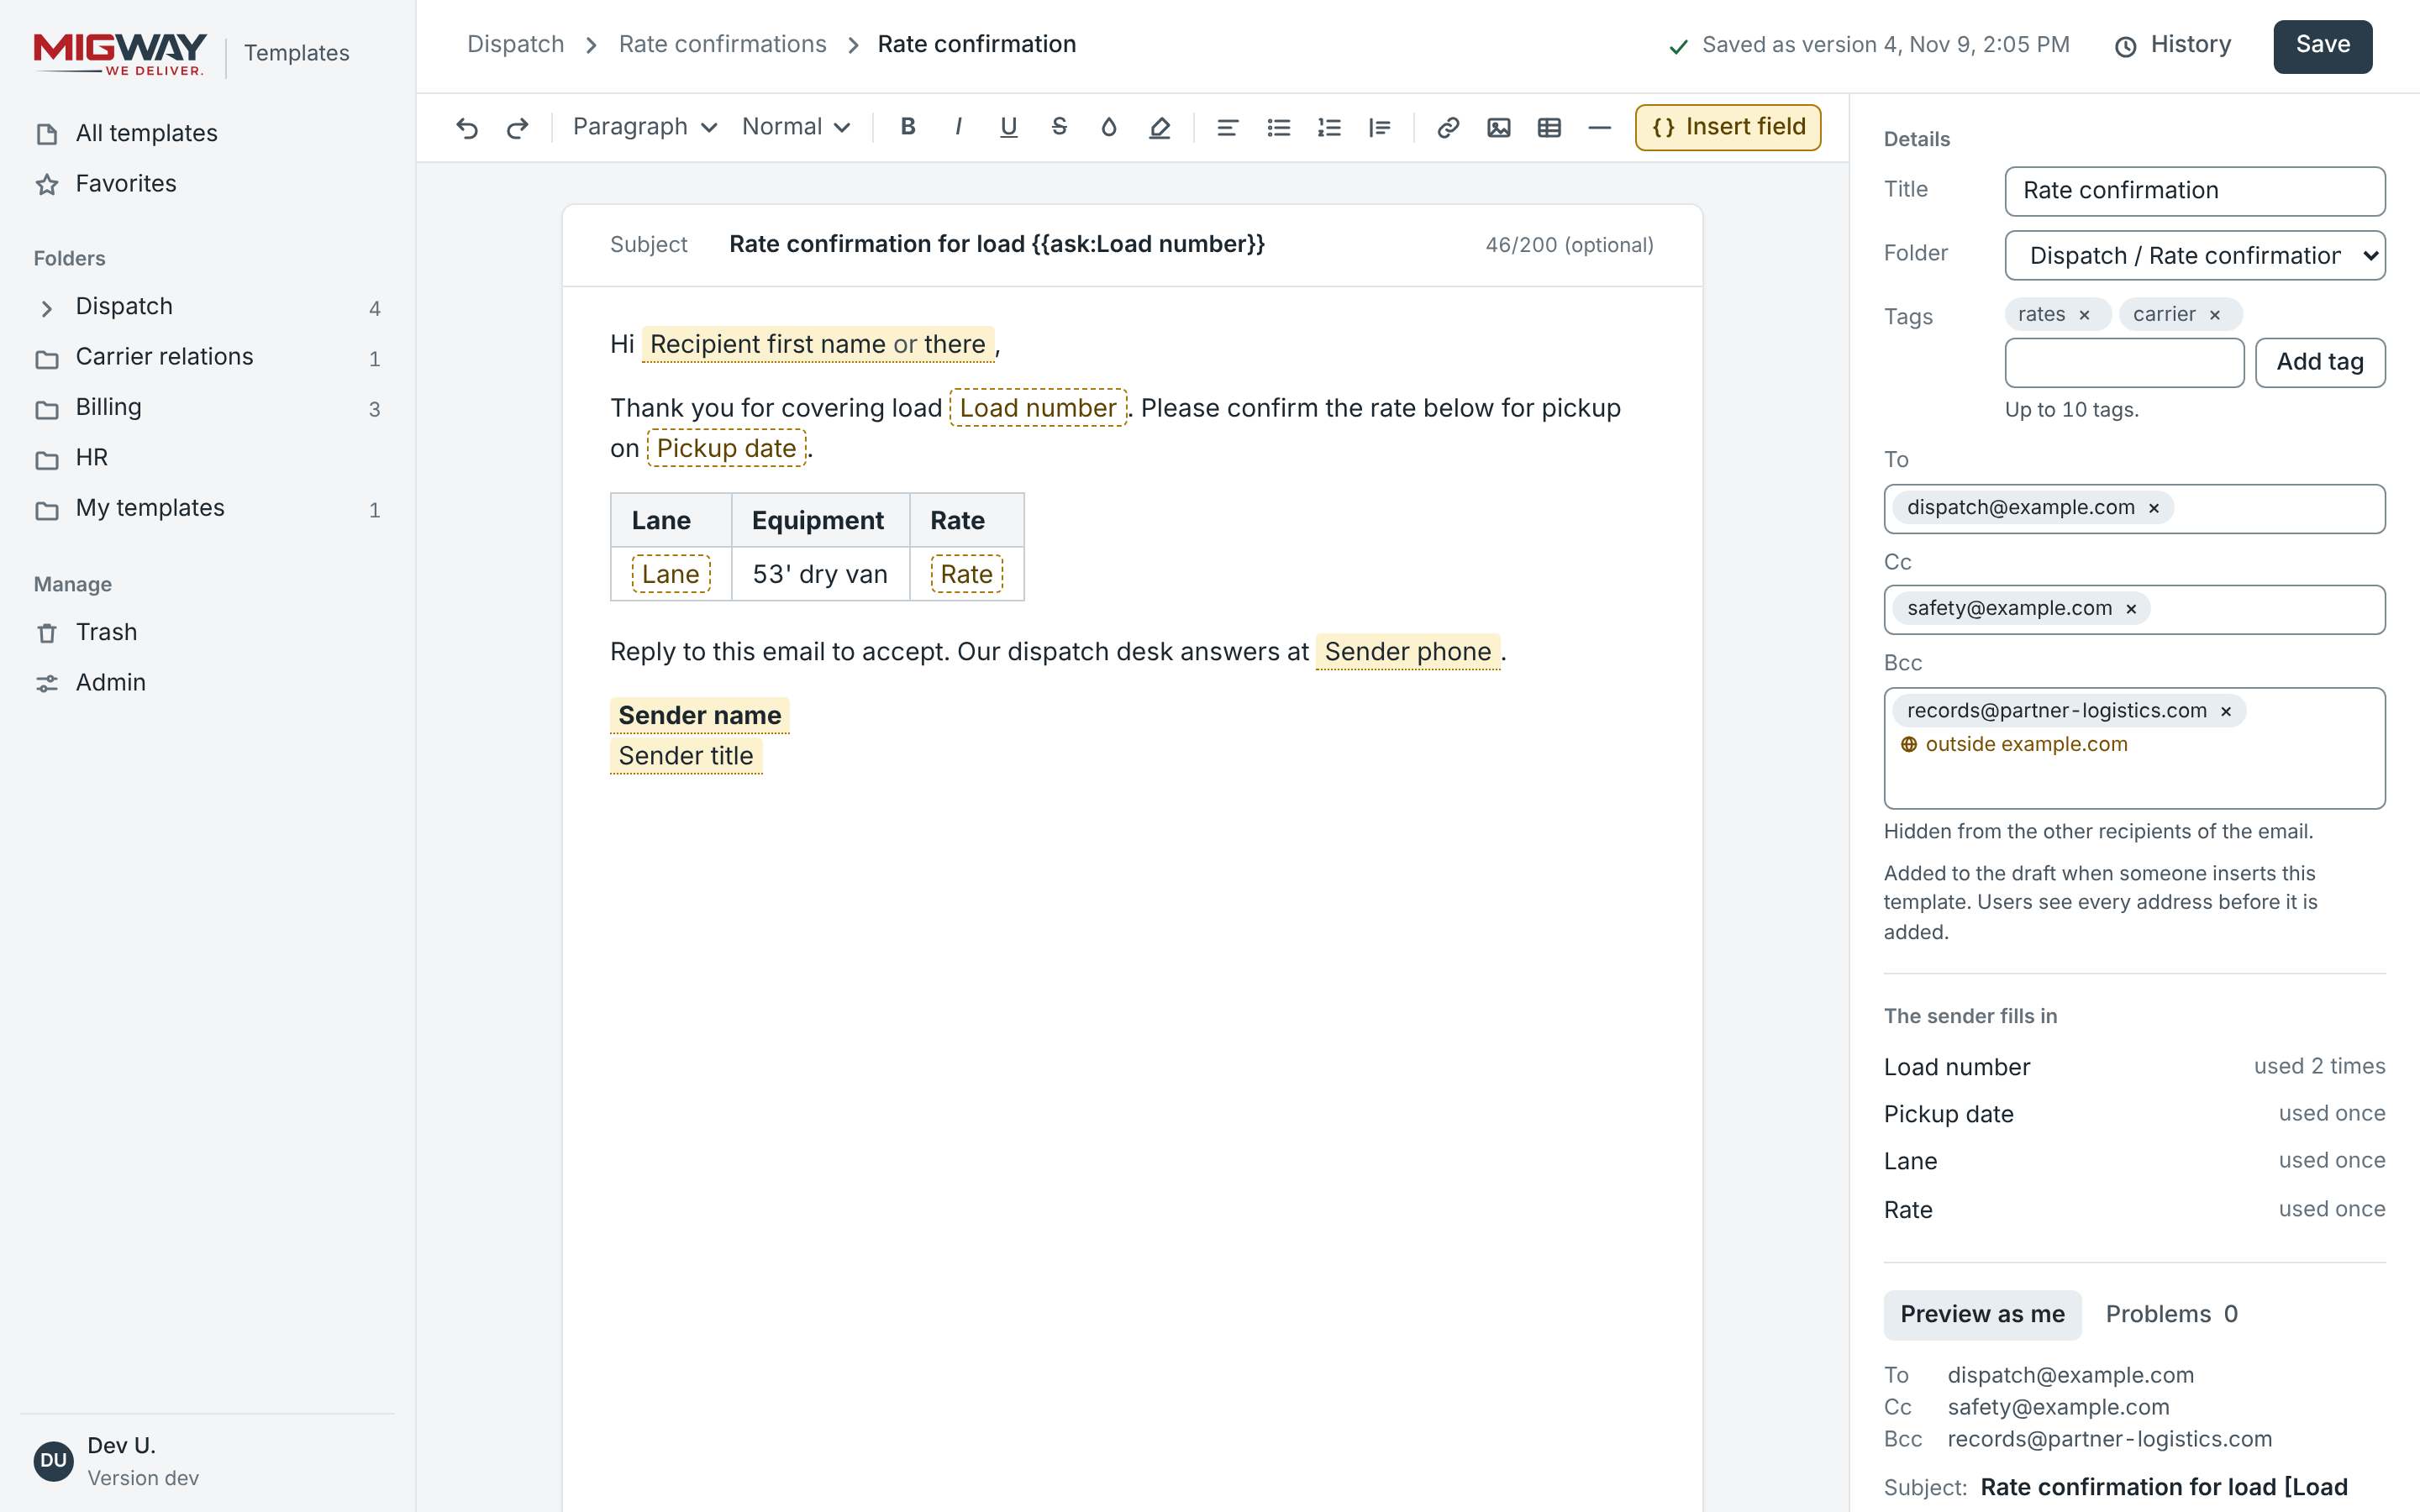 MIGWAY
WE DELIVER.
Templates
All templates
Favorites
Folders
Dispatch 4
Carrier relations 1
Billing 3
HR
My templates 1
Manage
Trash
Admin
DU
Dev U.
Version dev
Dispatch > Rate confirmations > Rate confirmation
Saved as version 4, Nov 9, 2:05 PM
History
Save
Paragraph Normal B I U S {} Insert field
Subject Rate confirmation for load {{ask:Load number}} 46/200 (optional)
Hi Recipient first name or there,
Thank you for covering load Load number. Please confirm the rate below for pickup
on Pickup date.
Lane Equipment Rate
Lane 53' dry van Rate
Reply to this email to accept. Our dispatch desk answers at Sender phone.
Sender name
Sender title
Details
Title Rate confirmation
Folder Dispatch / Rate confirmation
Tags rates × carrier ×
Add tag
Up to 10 tags.
To
dispatch@example.com ×
Cc
safety@example.com ×
Bcc
records@partner-logistics.com ×
outside example.com
Hidden from the other recipients of the email.
Added to the draft when someone inserts this
template. Users see every address before it is
added.
The sender fills in
Load number used 2 times
Pickup date used once
Lane used once
Rate used once
Preview as me Problems 0
To dispatch@example.com
Cc safety@example.com
Bcc records@partner-logistics.com
Subject: Rate confirmation for load [Load